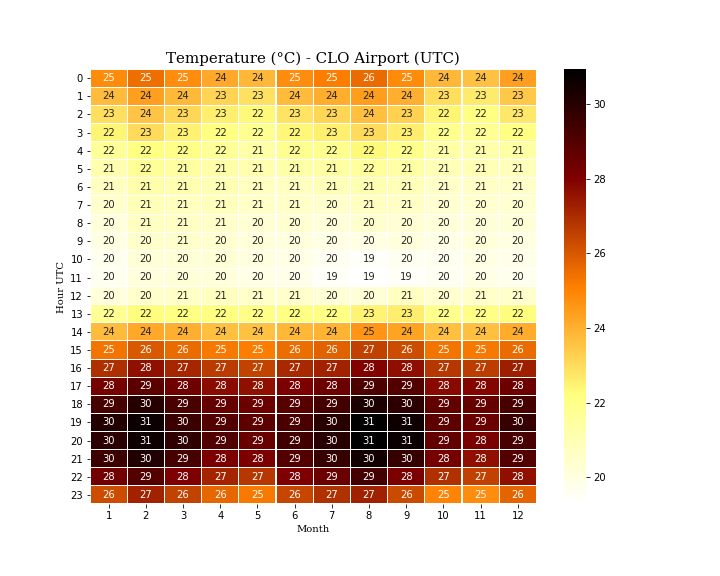 Temperature (°C) - CLO Airport (UTC)
0 25 25 25 24 24 25 25 26 25 24 24 24
1 24 24 24 23 23 24 24 24 24 23 23 23
2 23 24 23 23 22 23 23 24 23 22 22 23
3 22 23 23 22 22 22 23 23 23 22 22 22
4 22 22 22 22 21 22 22 22 22 21 21 21
5 21 22 21 21 21 21 21 22 21 21 21 21
6 21 21 21 21 21 21 21 21 21 20 20 21
7 20 21 21 21 20 21 20 21 21 20 20 20
8 20 21 21 21 20 20 20 20 20 20 20 20
9 20 20 21 20 20 20 20 20 20 20 20 20
10 20 20 20 20 20 20 20 19 20 20 20 20
11 20 20 20 20 20 20 19 19 19 20 20 20
12 20 20 21 21 21 21 20 20 21 20 21 21
13 22 22 22 22 22 22 22 23 23 22 22 22
14 24 24 24 24 24 24 24 25 24 24 24 24
15 25 26 26 25 25 26 26 27 26 25 25 26
16 27 28 27 27 27 27 27 28 28 27 27 27
17 28 29 28 28 28 28 28 29 29 28 28 28
18 29 30 29 29 29 29 29 30 30 29 29 29
19 30 31 30 29 29 29 30 31 31 29 29 30
20 30 31 30 29 29 29 30 31 31 29 28 29
21 30 30 29 28 28 29 30 30 30 28 28 29
22 28 29 28 27 27 28 29 29 28 27 27 28
23 26 27 26 26 25 26 27 27 26 25 25 26
1 2 3 4 5 6 7 8 9 10 11 12
Month
Hour UTC
30
28
26
24
22
20